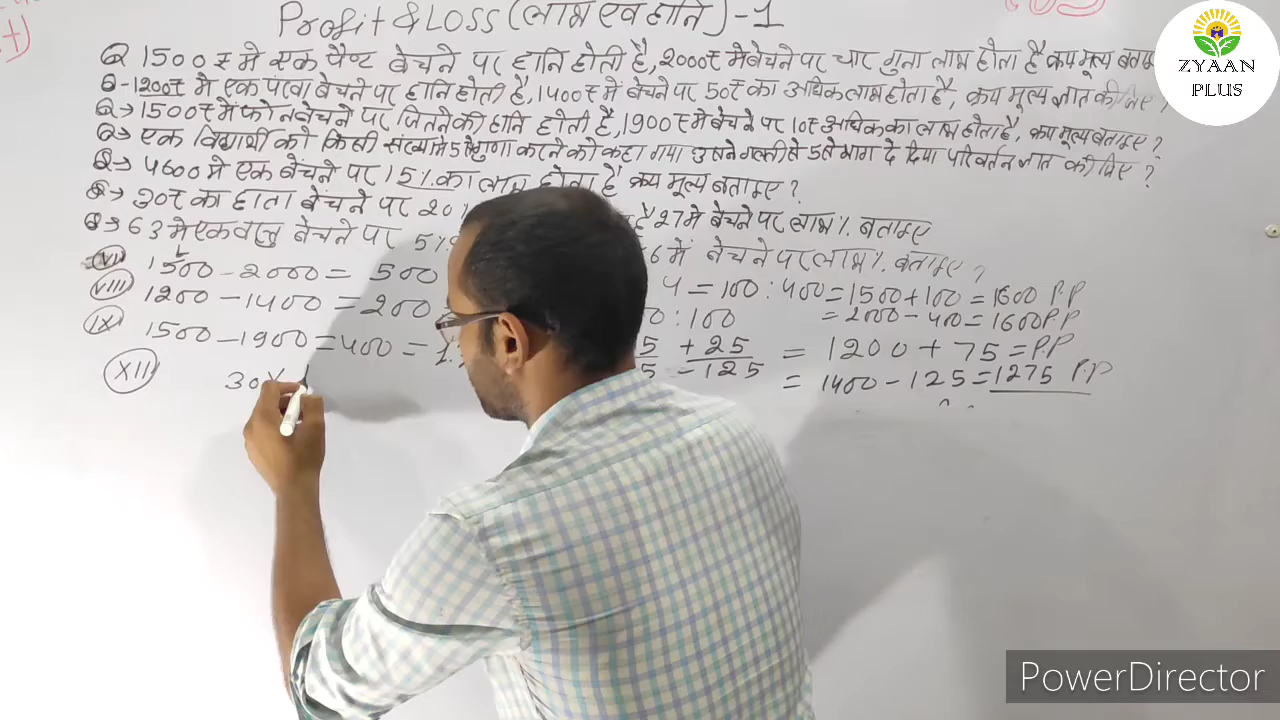 Profit & LOSS (लाभ एवं हानि) -1
Q 1500₹ मे एक पैण्ट बेचने पर हानि होती है, 2000₹ मे बेचने पर चार गुना लाभ होता है क्रय मूल्य
Q-1200₹ मे एक पंखा बेचने पर हानि होती है, 1400₹ में बेचने पर 50₹ का अधिक लाभ होता है, क्रय मूल्य ज्ञात कीजिए ?
Q→ 1500₹ मे फोन बेचने पर जितने की हानि होती है, 1900₹ मे बेचने पर 10₹ अधिक का लाभ होता है, क्रय मूल्य बताइए ?
Q→ एक विद्यार्थी को किसी संख्या मे 5 से गुणा करने को कहा गया उसने गलती से 5 से भाग दे दिया परिवर्तन ज्ञात कीजिए ?
Q→ 4600 मे एक बेंचने पर 15%का लाभ होता है क्रय मूल्य बताइए ?
Q→ 30₹ का हाता बेंचने पर 20 है 27 मे बेंचने पर लाभ%. बताइए
Q→ 63 मे एक वस्तु बेंचने पर 5% 6 में बेचने पर लाभ%. बताइए ?
1500 - 2000 = 500 4 = 100 : 400 = 1500 + 100 = 1600 P.P
VIII 1200 - 1400 = 200 = 2000 - 400 = 1600 P.P
0 : 100
IX 1500 - 1900 = 400 = 5 + 25 = 1200 + 75 = P.P
5 = 125 = 1400 - 125 = 1275 P.P
XII 30
ZYAAN
PLUS
PowerDirector